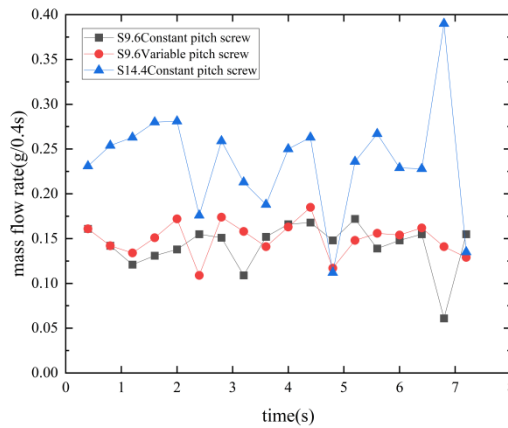 S9.6Constant pitch screw
S9.6Variable pitch screw
S14.4Constant pitch screw
mass flow rate(g/0.4s)
0.40
0.35
0.30
0.25
0.20
0.15
0.10
0.05
0.00
0 1 2 3 4 5 6 7
time(s)